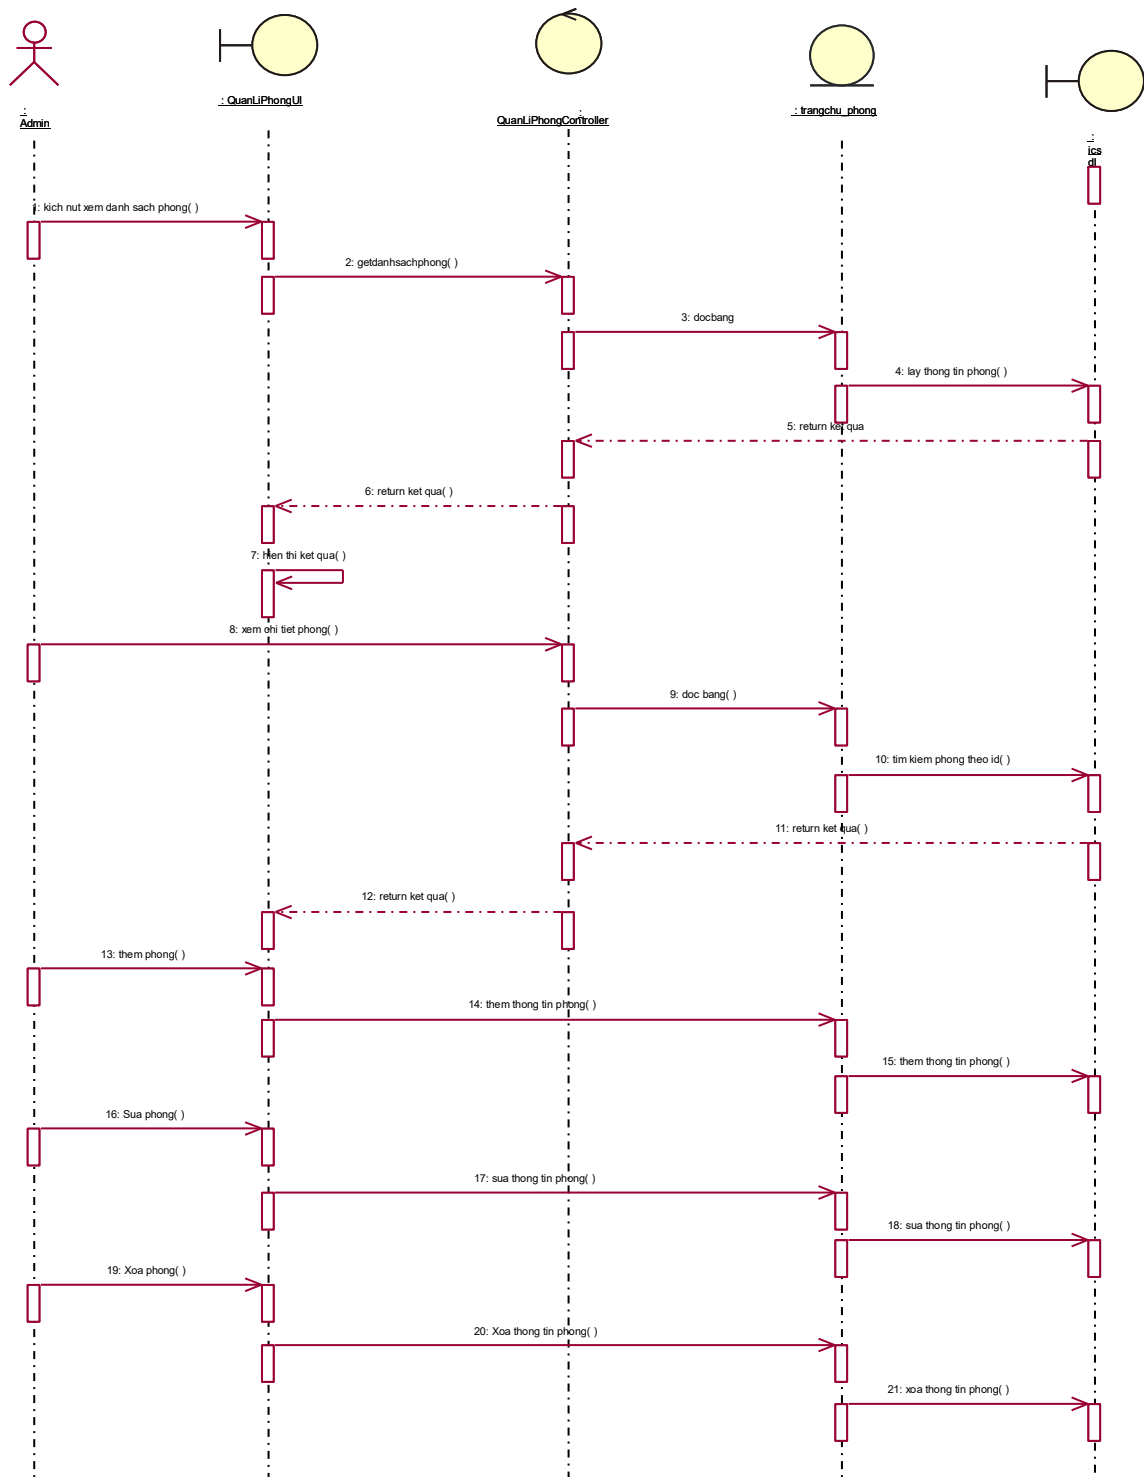 :
Admin
: QuanLiPhongUI
:
QuanLiPhongController
: trangchu_phong
:
ics
dl
1: kich nut xem danh sach phong( )
2: getdanhsachphong( )
3: docbang
4: lay thong tin phong( )
5: return ket qua
6: return ket qua( )
7: hien thi ket qua( )
8: xem chi tiet phong( )
9: doc bang( )
10: tim kiem phong theo id( )
11: return ket qua( )
12: return ket qua( )
13: them phong( )
14: them thong tin phong( )
15: them thong tin phong( )
16: Sua phong( )
17: sua thong tin phong( )
18: sua thong tin phong( )
19: Xoa phong( )
20: Xoa thong tin phong( )
21: xoa thong tin phong( )